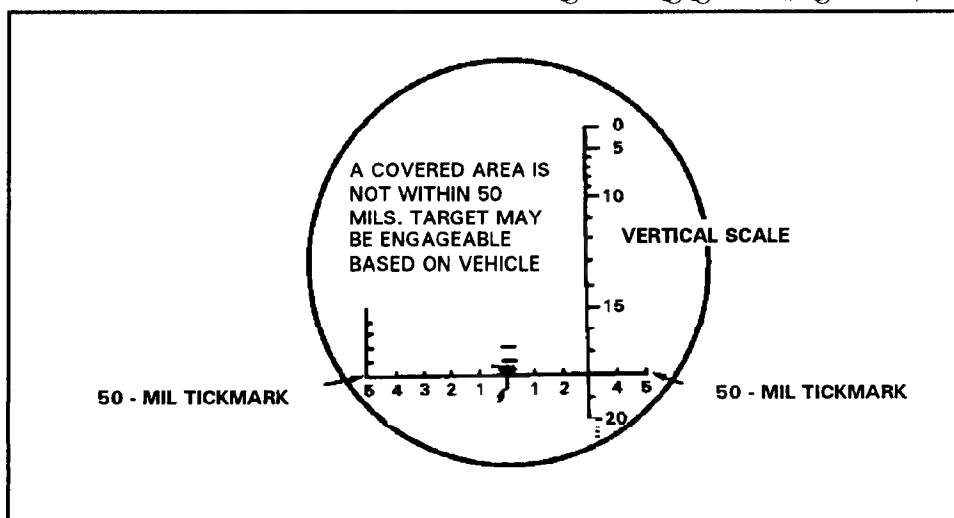 0
5
A COVERED AREA IS
NOT WITHIN 50
MILS. TARGET MAY
BE ENGAGEABLE
BASED ON VEHICLE
10
VERTICAL SCALE
15
50 - MIL TICKMARK
5 4 3 2 1 1 2 4 5
50 - MIL TICKMARK
20